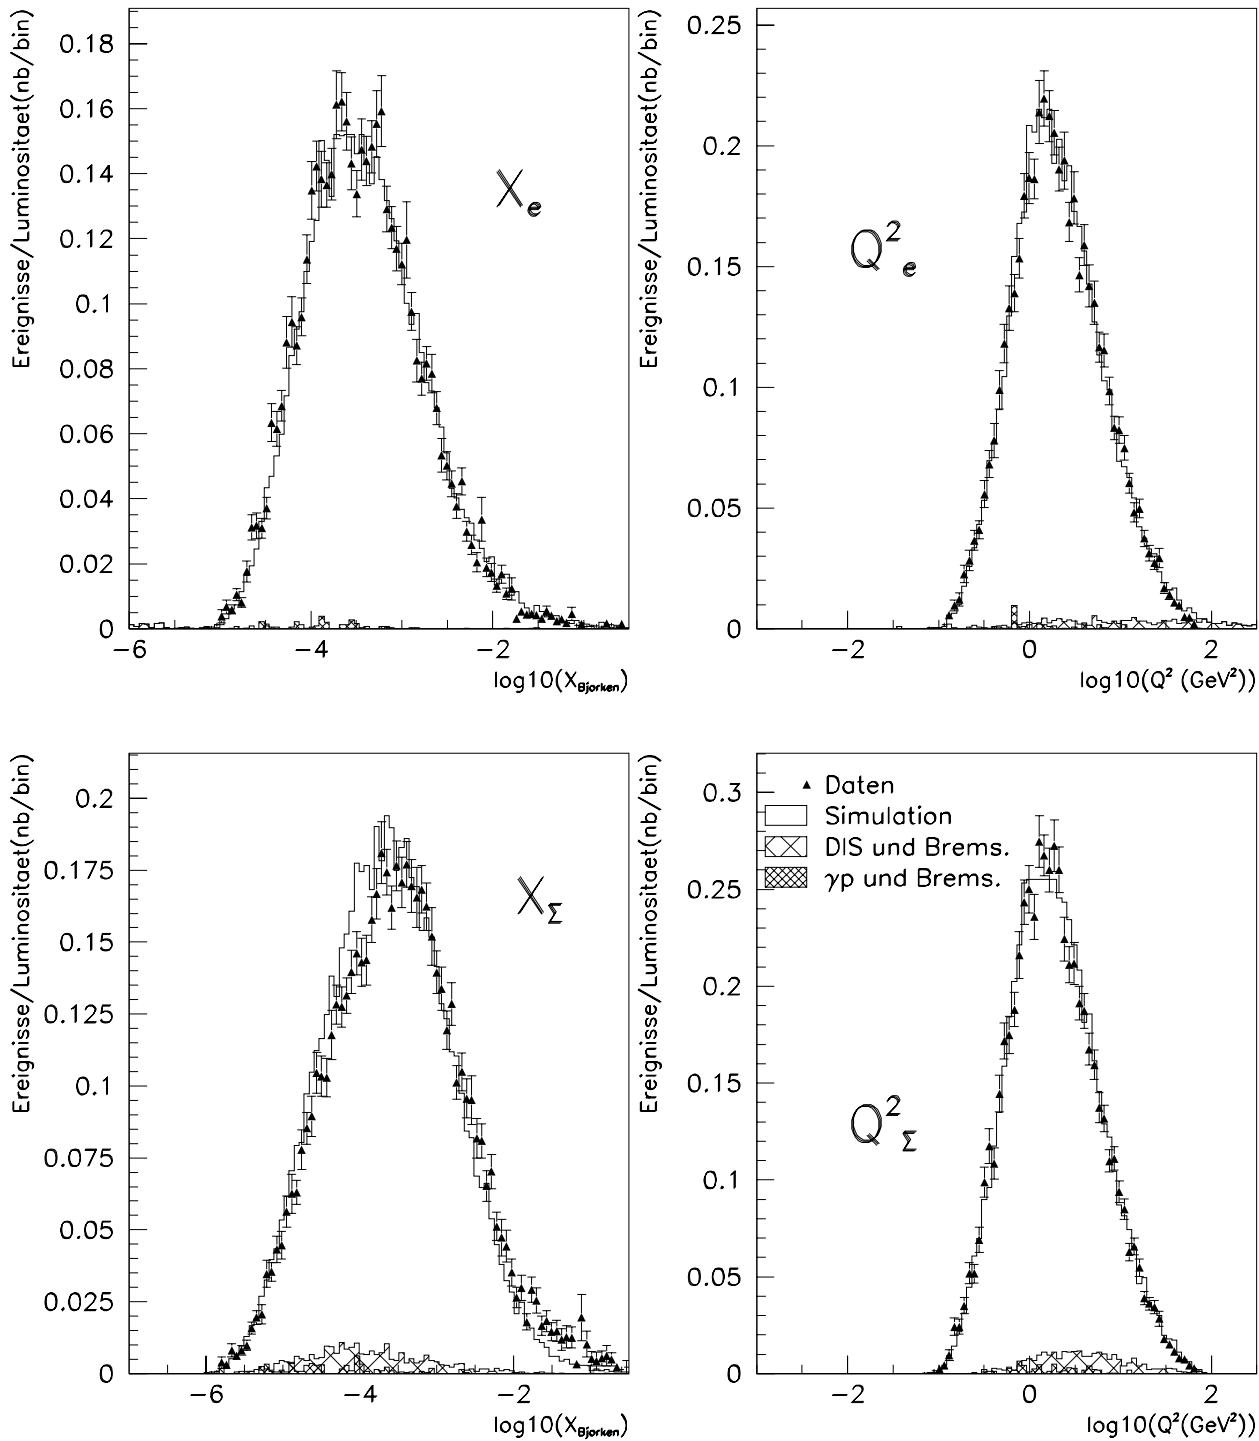 Ereignisse/Luminositaet(nb/bin)
0.18
0.16
0.14
0.12
0.1
0.08
0.06
0.04
0.02
0
-6
-4
-2
log10(X_Bjorken)
X_e
Ereignisse/Luminositaet(nb/bin)
0.25
0.2
0.15
0.1
0.05
0
-2
0
2
log10(Q² (GeV²))
Q²_e
Ereignisse/Luminositaet(nb/bin)
0.2
0.175
0.15
0.125
0.1
0.075
0.05
0.025
0
-6
-4
-2
log10(X_Bjorken)
X_Σ
Ereignisse/Luminositaet(nb/bin)
0.3
0.25
0.2
0.15
0.1
0.05
0
-2
0
2
log10(Q²(GeV²))
Daten
Simulation
DIS und Brems.
γp und Brems.
Q²_Σ